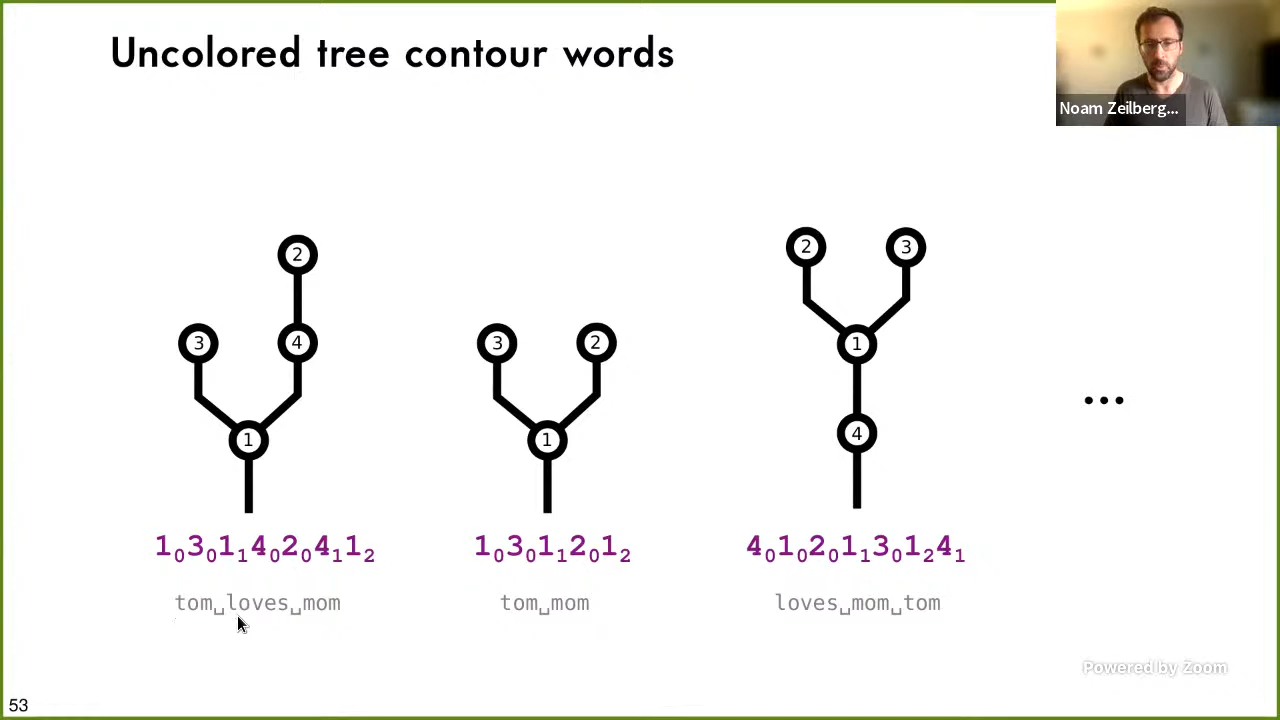 Uncolored tree contour words
Noam Zeilberg...
2
3 4
1
1₀3₀1₁4₀2₀4₁1₂
tom␣loves␣mom
3 2
1
1₀3₀1₁2₀1₂
tom␣mom
2 3
1
4
4₀1₀2₀1₁3₀1₂4₁
loves␣mom␣tom
...
Powered by Zoom
53